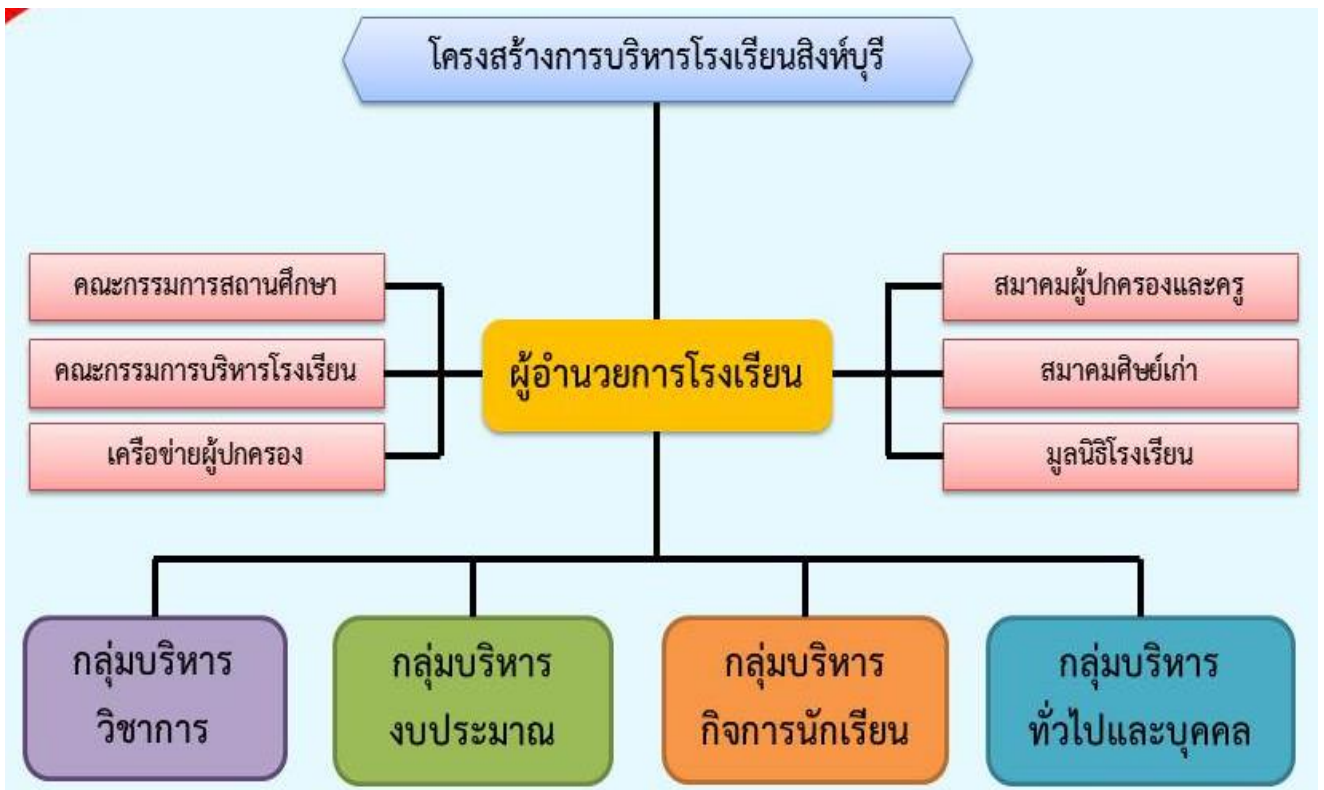 โครงสร้างการบริหารโรงเรียนสิงห์บุรี
คณะกรรมการสถานศึกษา
คณะกรรมการบริหารโรงเรียน
เครือข่ายผู้ปกครอง
ผู้อำนวยการโรงเรียน
สมาคมผู้ปกครองและครู
สมาคมศิษย์เก่า
มูลนิธิโรงเรียน
กลุ่มบริหาร
วิชาการ
กลุ่มบริหาร
งบประมาณ
กลุ่มบริหาร
กิจการนักเรียน
กลุ่มบริหาร
ทั่วไปและบุคคล